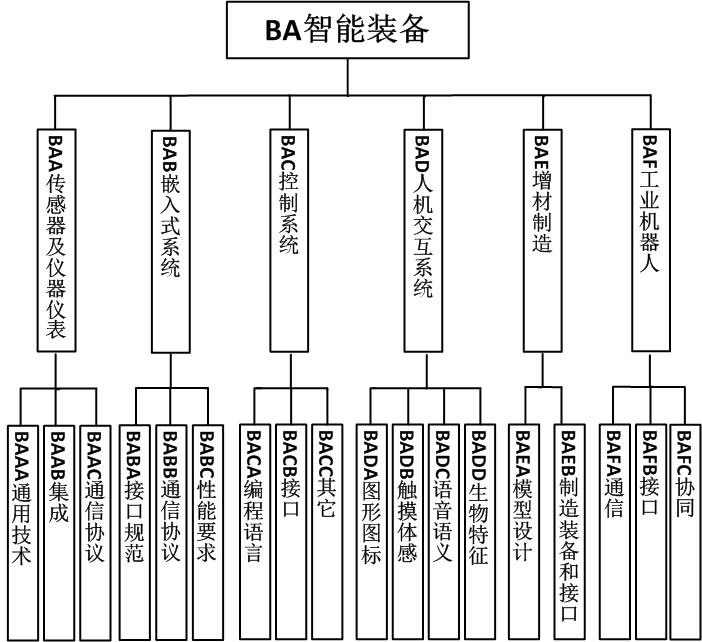 BA智能装备
BAA传感器及仪器仪表
BAB嵌入式系统
BAC控制系统
BAD人机交互系统
BAE增材制造
BAF工业机器人
BAAA通用技术
BAAB集成
BAAC通信协议
BABA接口规范
BABB通信协议
BABC性能要求
BACA编程语言
BACB接口
BACC其它
BADA图形图标
BADB触摸体感
BADC语音语义
BADD生物特征
BAEA模型设计
BAEB制造装备和接口
BAFA通信
BAFB接口
BAFC协同